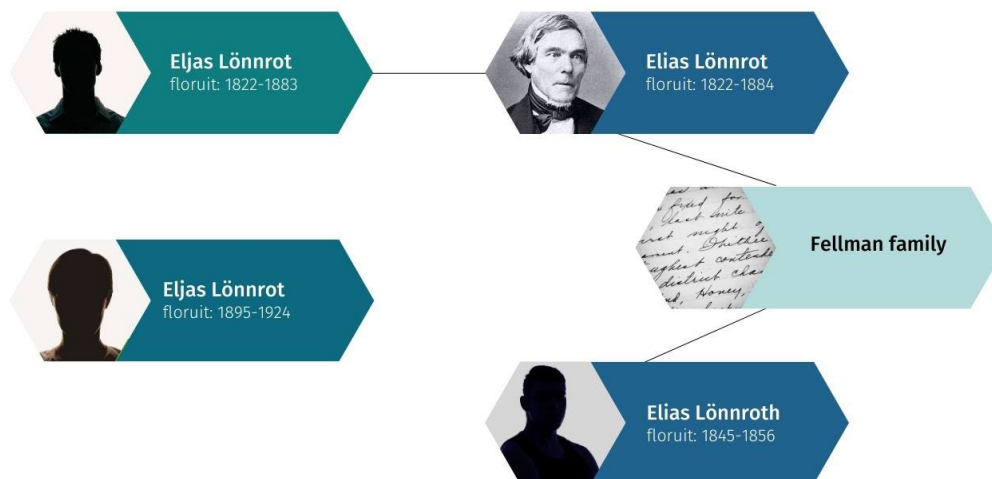 Eljas Lönnrot
floruit: 1822-1883
Elias Lönnrot
floruit: 1822-1884
Fellman family
Eljas Lönnrot
floruit: 1895-1924
Elias Lönnroth
floruit: 1845-1856